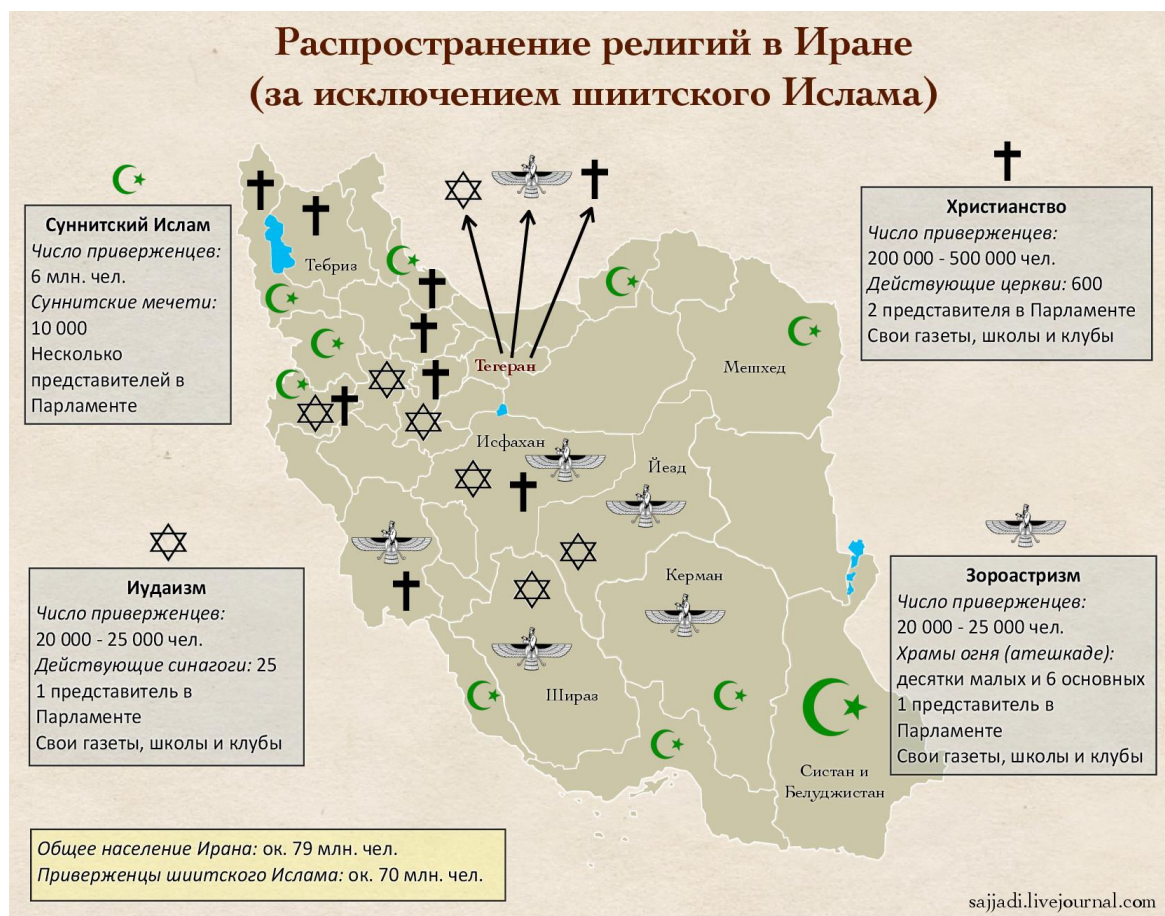 Распространение религий в Иране
(за исключением шиитского Ислама)
Суннитский Ислам
Число приверженцев:
6 млн. чел.
Суннитские мечети:
10 000
Несколько
представителей в
Парламенте
Христианство
Число приверженцев:
200 000 - 500 000 чел.
Действующие церкви: 600
2 представителя в Парламенте
Свои газеты, школы и клубы
Тебриз
Тегеран
Мешхед
Исфахан
Йезд
Керман
Шираз
Систан и
Белуджистан
Иудаизм
Число приверженцев:
20 000 - 25 000 чел.
Действующие синагоги: 25
1 представитель в
Парламенте
Свои газеты, школы и клубы
Зороастризм
Число приверженцев:
20 000 - 25 000 чел.
Храмы огня (атешкаде):
десятки малых и 6 основных
1 представитель в
Парламенте
Свои газеты, школы и клубы
Общее население Ирана: ок. 79 млн. чел.
Приверженцы шиитского Ислама: ок. 70 млн. чел.
sajjadi.livejournal.com